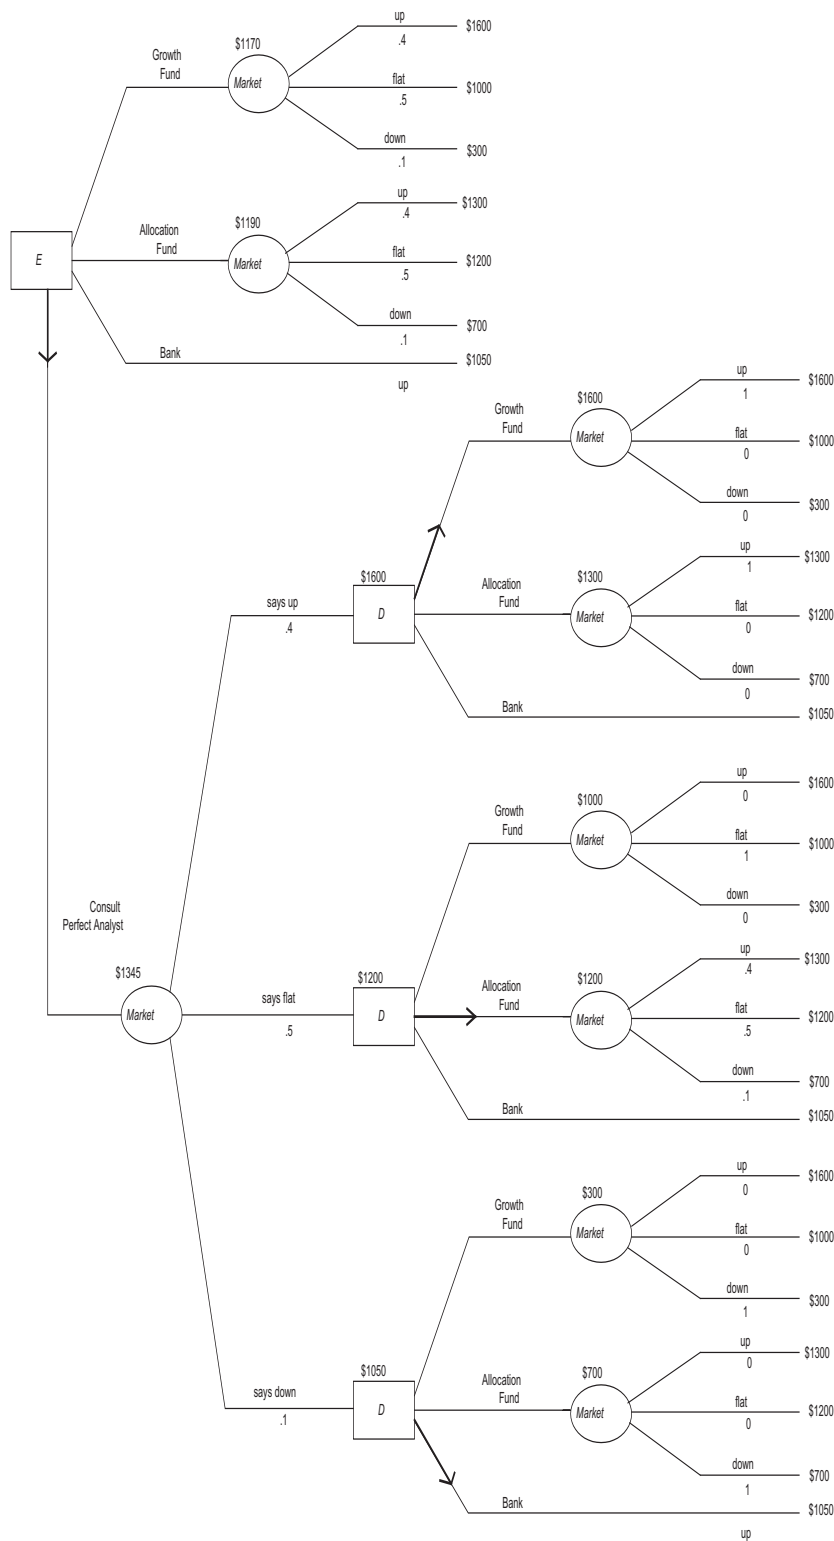 up
$1600
.4
$1170
Growth
Fund
Market
flat
$1000
.5
down
$300
.1
up
$1300
.4
$1190
Allocation
Fund
Market
E
flat
$1200
.5
down
$700
.1
Bank
$1050
up
up
$1600
1
$1600
Growth
Fund
Market
flat
$1000
0
down
$300
0
up
$1300
1
$1600
$1300
Allocation
Fund
says up
.4
D
Market
flat
$1200
0
down
$700
0
Bank
$1050
up
$1600
0
$1000
Growth
Fund
Market
flat
$1000
1
down
$300
0
Consult
Perfect Analyst
$1345
Market
up
$1300
.4
$1200
$1200
says flat
.5
D
Allocation
Fund
Market
flat
$1200
.5
down
$700
.1
Bank
$1050
up
$1600
0
$300
Growth
Fund
Market
flat
$1000
0
down
$300
1
up
$1300
0
$1050
$700
says down
.1
D
Allocation
Fund
Market
flat
$1200
0
down
$700
1
Bank
$1050
up